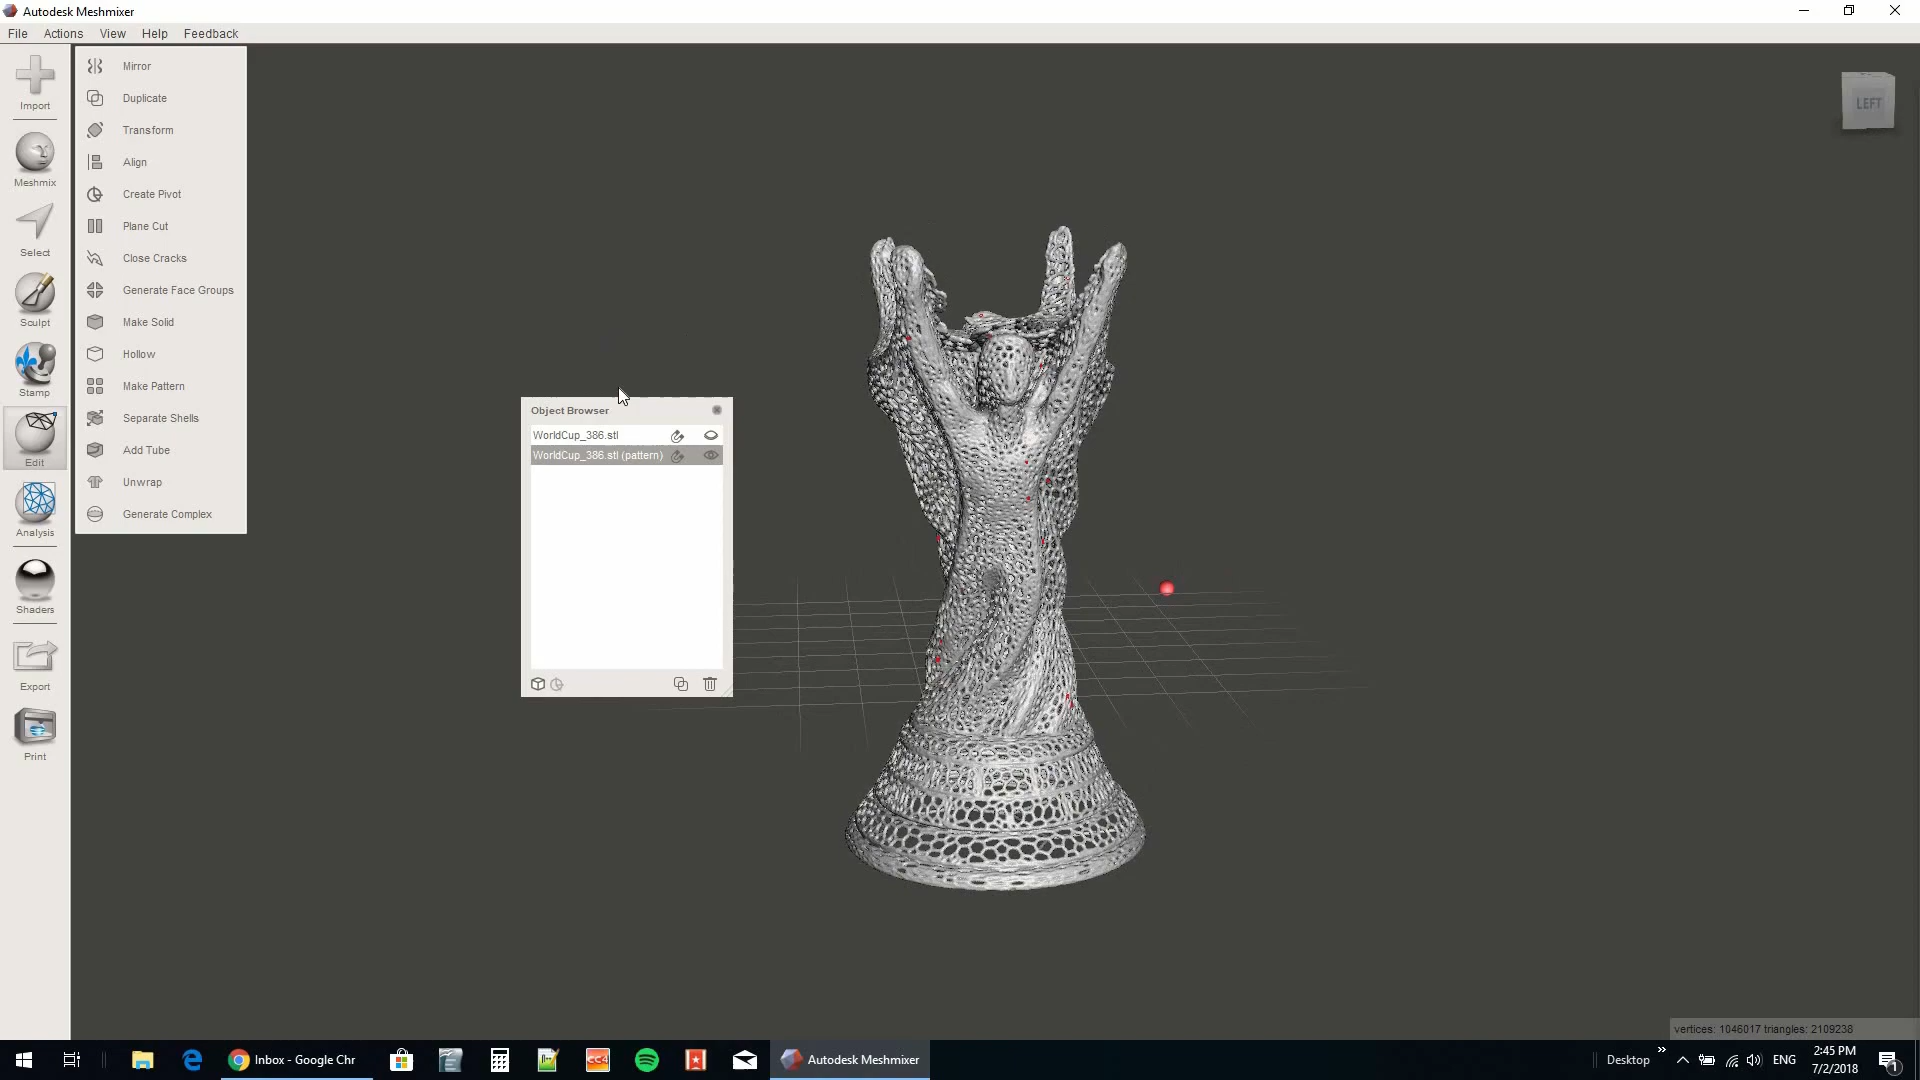 Autodesk Meshmixer
File Actions View Help Feedback
Import
Meshmix
Select
Sculpt
Stamp
Edit
Analysis
Shaders
Export
Print
Mirror
Duplicate
Transform
Align
Create Pivot
Plane Cut
Close Cracks
Generate Face Groups
Make Solid
Hollow
Make Pattern
Separate Shells
Add Tube
Unwrap
Generate Complex
Object Browser
WorldCup_386.stl
WorldCup_386.stl (pattern)
LEFT
vertices: 1046017 triangles: 2109238
Inbox - Google Chr
CC4
Autodesk Meshmixer
Desktop
ENG
2:45 PM
7/2/2018
1